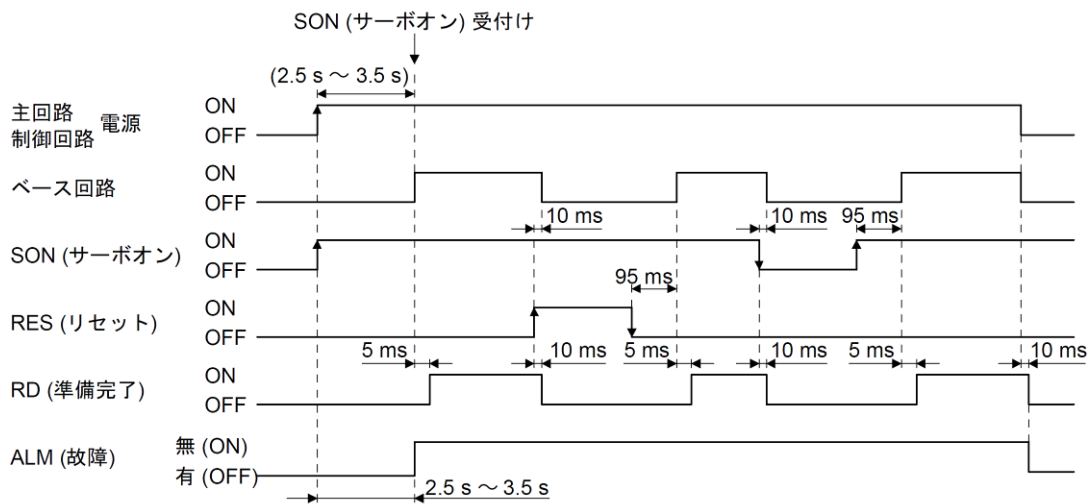 SON (サーボオン) 受付け
(2.5 s ～ 3.5 s)
主回路
制御回路
電源
ON
OFF
ベース回路
ON
OFF
10 ms
10 ms
95 ms
SON (サーボオン)
ON
OFF
95 ms
RES (リセット)
ON
OFF
5 ms
10 ms
5 ms
10 ms
5 ms
10 ms
RD (準備完了)
ON
OFF
ALM (故障)
無 (ON)
有 (OFF)
2.5 s ～ 3.5 s